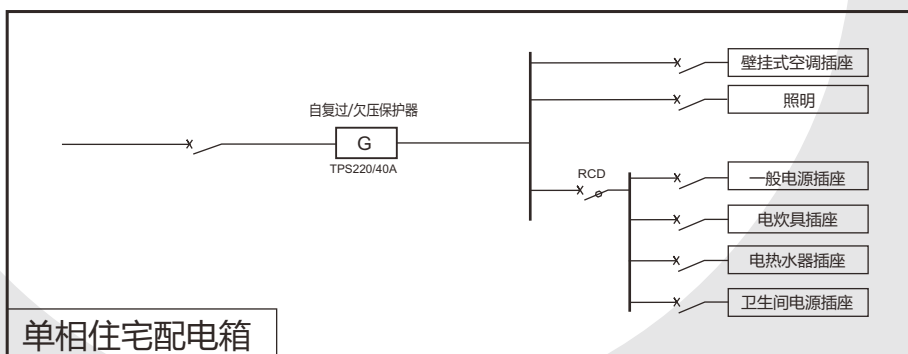 壁挂式空调插座
照明
自复过/欠压保护器
G
TPS220/40A
RCD
一般电源插座
电炊具插座
电热水器插座
卫生间电源插座
单相住宅配电箱